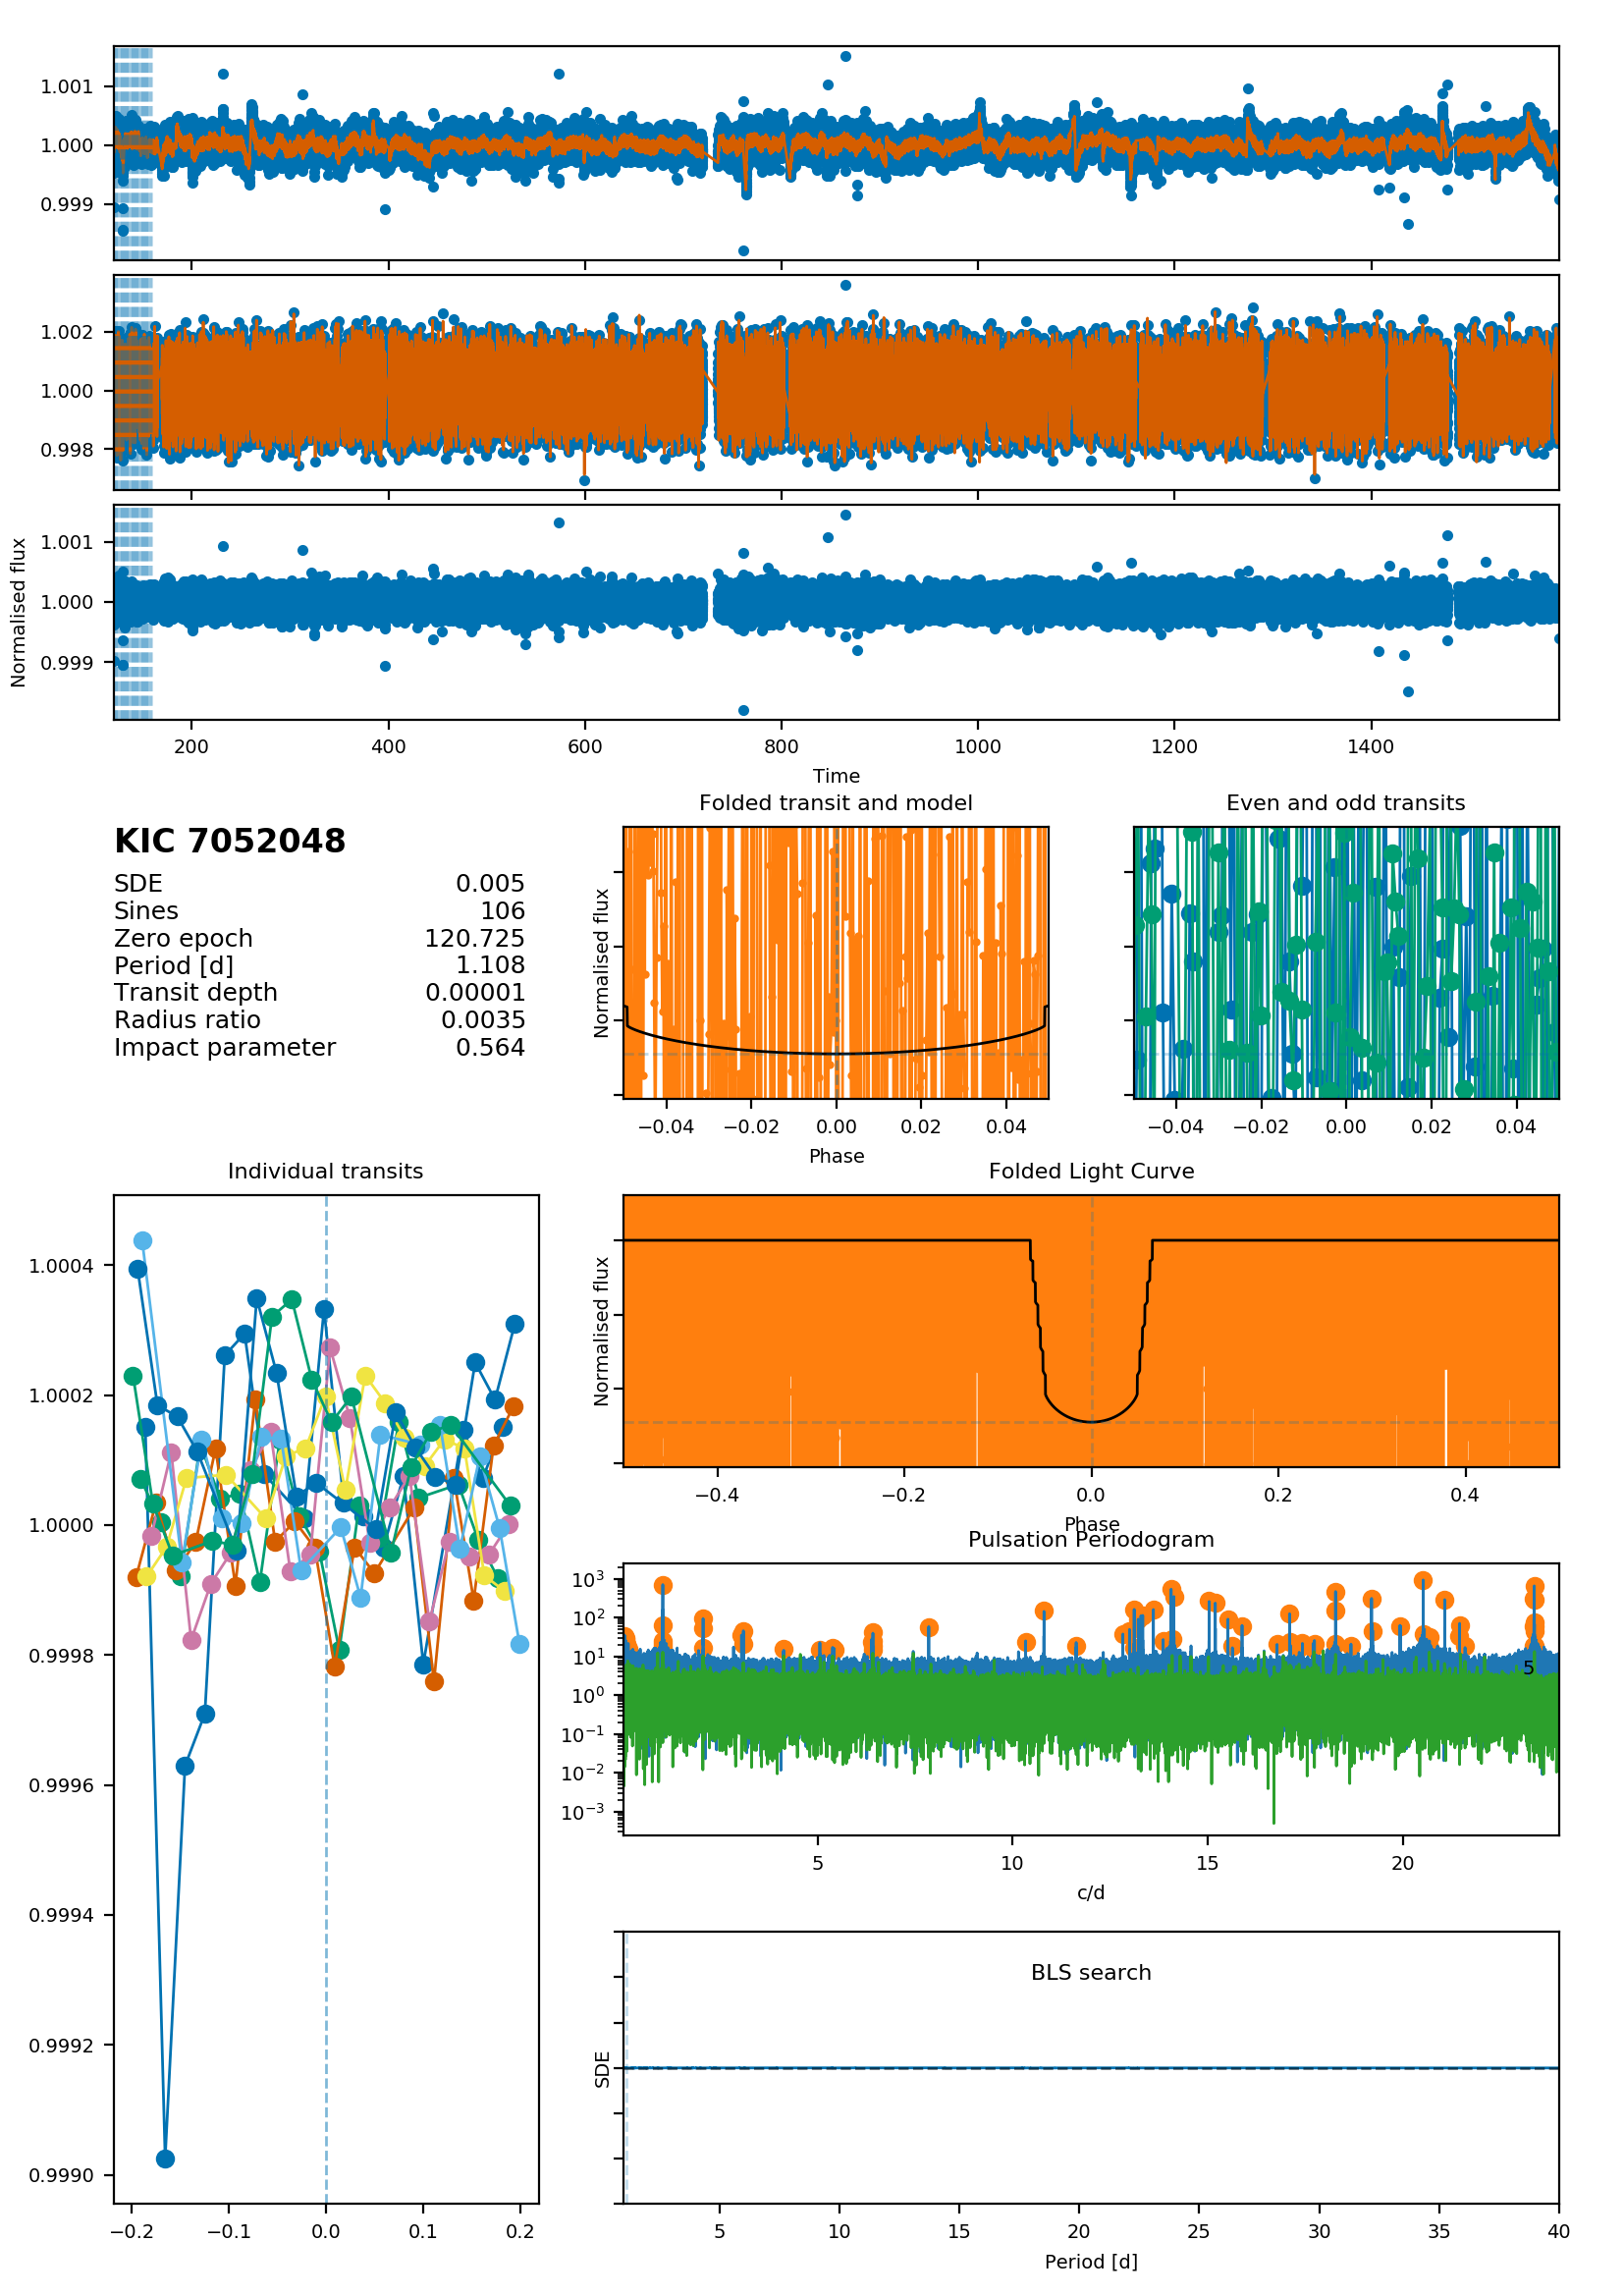 1.001
1.000
0.999
1.002
1.000
0.998
1.001
1.000
0.999
Normalised flux
200 400 600 800 1000 1200 1400
Time
KIC 7052048
SDE 0.005
Sines 106
Zero epoch 120.725
Period [d] 1.108
Transit depth 0.00001
Radius ratio 0.0035
Impact parameter 0.564
Folded transit and model
Normalised flux
−0.04 −0.02 0.00 0.02 0.04
Phase
Even and odd transits
−0.04 −0.02 0.00 0.02 0.04
Individual transits
1.0004
1.0002
1.0000
0.9998
0.9996
0.9994
0.9992
0.9990
−0.2 −0.1 0.0 0.1 0.2
Folded Light Curve
Normalised flux
−0.4 −0.2 0.0 0.2 0.4
Phase
Pulsation Periodogram
10³
10²
10¹
10⁰
10⁻¹
10⁻²
10⁻³
5
5 10 15 20
c/d
BLS search
SDE
5 10 15 20 25 30 35 40
Period [d]